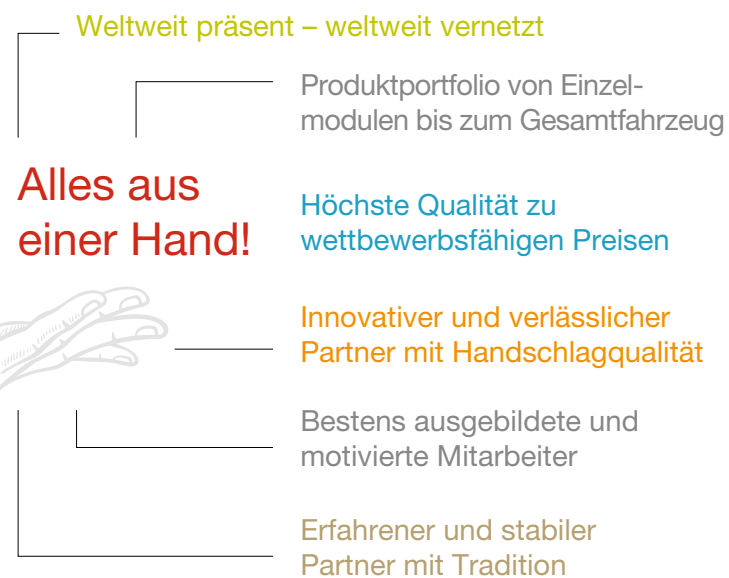 Weltweit präsent – weltweit vernetzt
Produktportfolio von Einzel-
modulen bis zum Gesamtfahrzeug
Alles aus
einer Hand!
Höchste Qualität zu
wettbewerbsfähigen Preisen
Innovativer und verlässlicher
Partner mit Handschlagqualität
Bestens ausgebildete und
motivierte Mitarbeiter
Erfahrener und stabiler
Partner mit Tradition